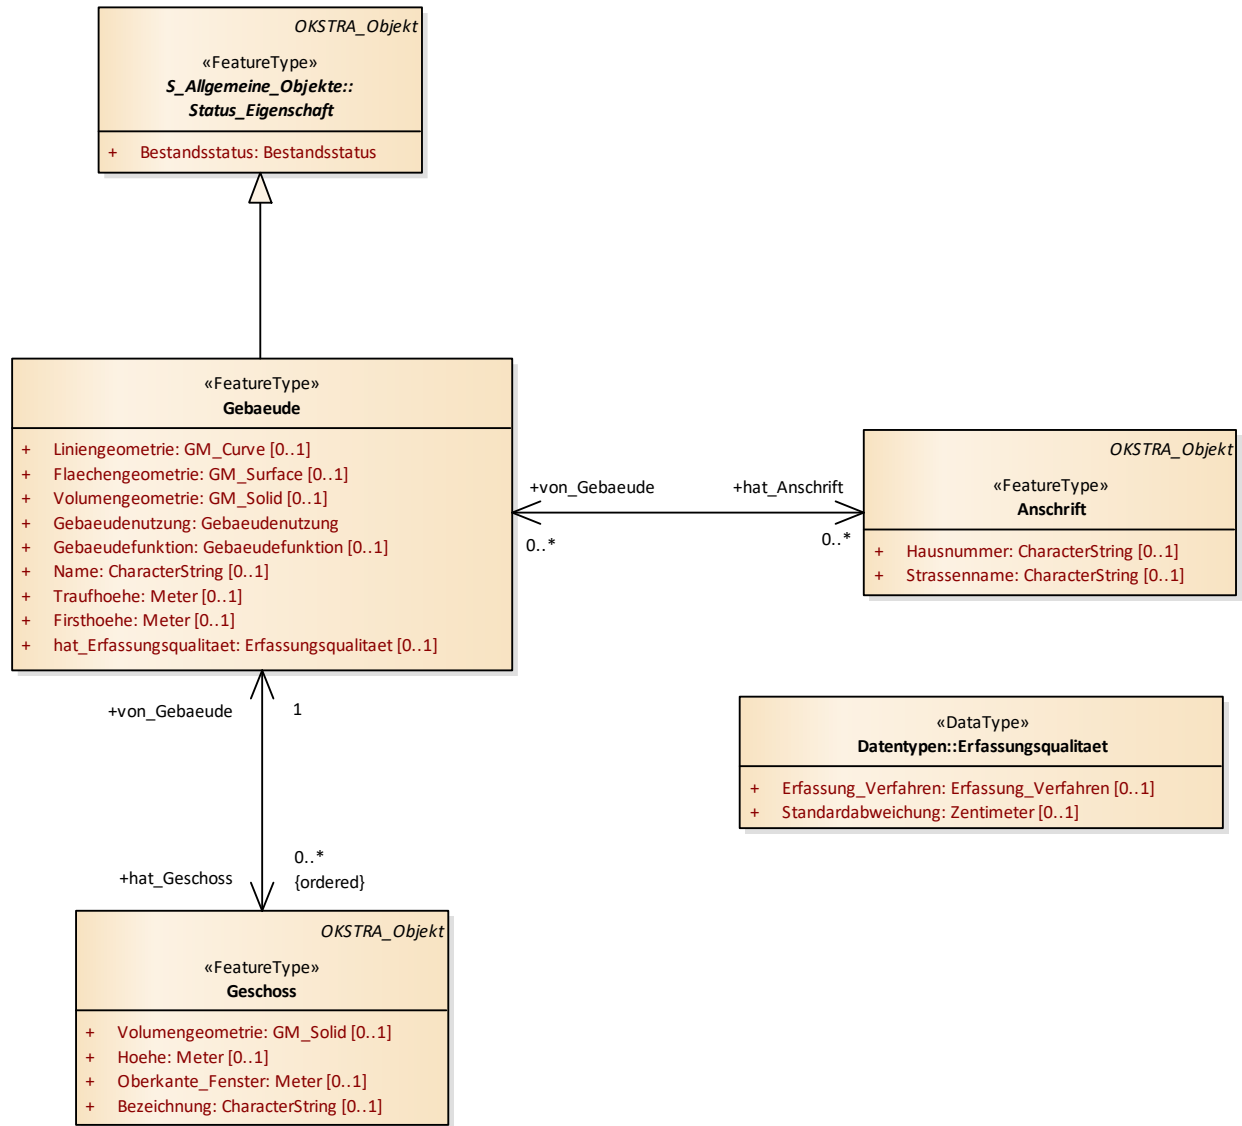 OKSTRA_Objekt
«FeatureType»
S_Allgemeine_Objekte::
Status_Eigenschaft
+ Bestandsstatus: Bestandsstatus
«FeatureType»
Gebaeude
+ Liniengeometrie: GM_Curve [0..1]
+ Flaechengeometrie: GM_Surface [0..1]
+ Volumengeometrie: GM_Solid [0..1]
+ Gebaeudenutzung: Gebaeudenutzung
+ Gebaeudefunktion: Gebaeudefunktion [0..1]
+ Name: CharacterString [0..1]
+ Traufhoehe: Meter [0..1]
+ Firsthoehe: Meter [0..1]
+ hat_Erfassungsqualitaet: Erfassungsqualitaet [0..1]
+von_Gebaeude
+hat_Anschrift
0..*
0..*
OKSTRA_Objekt
«FeatureType»
Anschrift
+ Hausnummer: CharacterString [0..1]
+ Strassenname: CharacterString [0..1]
+von_Gebaeude
1
«DataType»
Datentypen::Erfassungsqualitaet
+ Erfassung_Verfahren: Erfassung_Verfahren [0..1]
+ Standardabweichung: Zentimeter [0..1]
0..*
+hat_Geschoss
{ordered}
OKSTRA_Objekt
«FeatureType»
Geschoss
+ Volumengeometrie: GM_Solid [0..1]
+ Hoehe: Meter [0..1]
+ Oberkante_Fenster: Meter [0..1]
+ Bezeichnung: CharacterString [0..1]